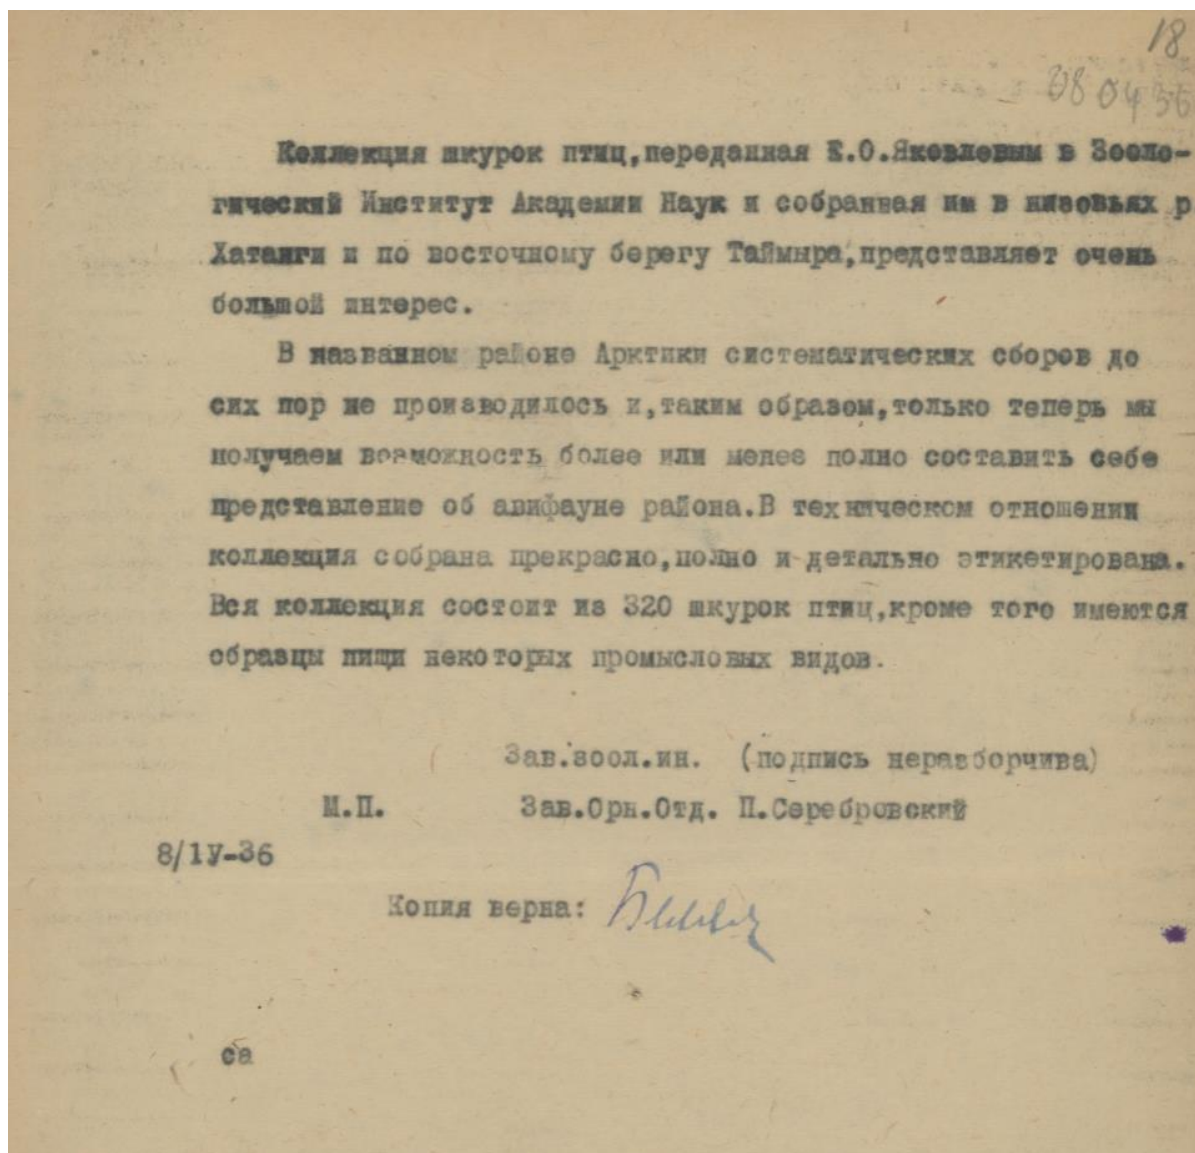 18
08 04 36
Коллекция шкурок птиц,переданная Е.О.Яковлевым в Зооло-
гический Институт Академии Наук и собранная им в низовьях р
Хатанги и по восточному берегу Таймыра,представляет очень
большой интерес.
В названном районе Арктики систематических сборов до
сих пор не производилось и,таким образом,только теперь мы
получаем возможность более или менее полно составить себе
представление об авифауне района.В техническом отношении
коллекция собрана прекрасно,полно и детально этикетирована.
Вся коллекция состоит из 320 шкурок птиц,кроме того имеются
образцы пищи некоторых промысловых видов.
Зав.зоол.ин. (подпись неразборчива)
М.П. Зав.Орн.Отд. П.Серебровский
8/1У-36
Копия верна:
са